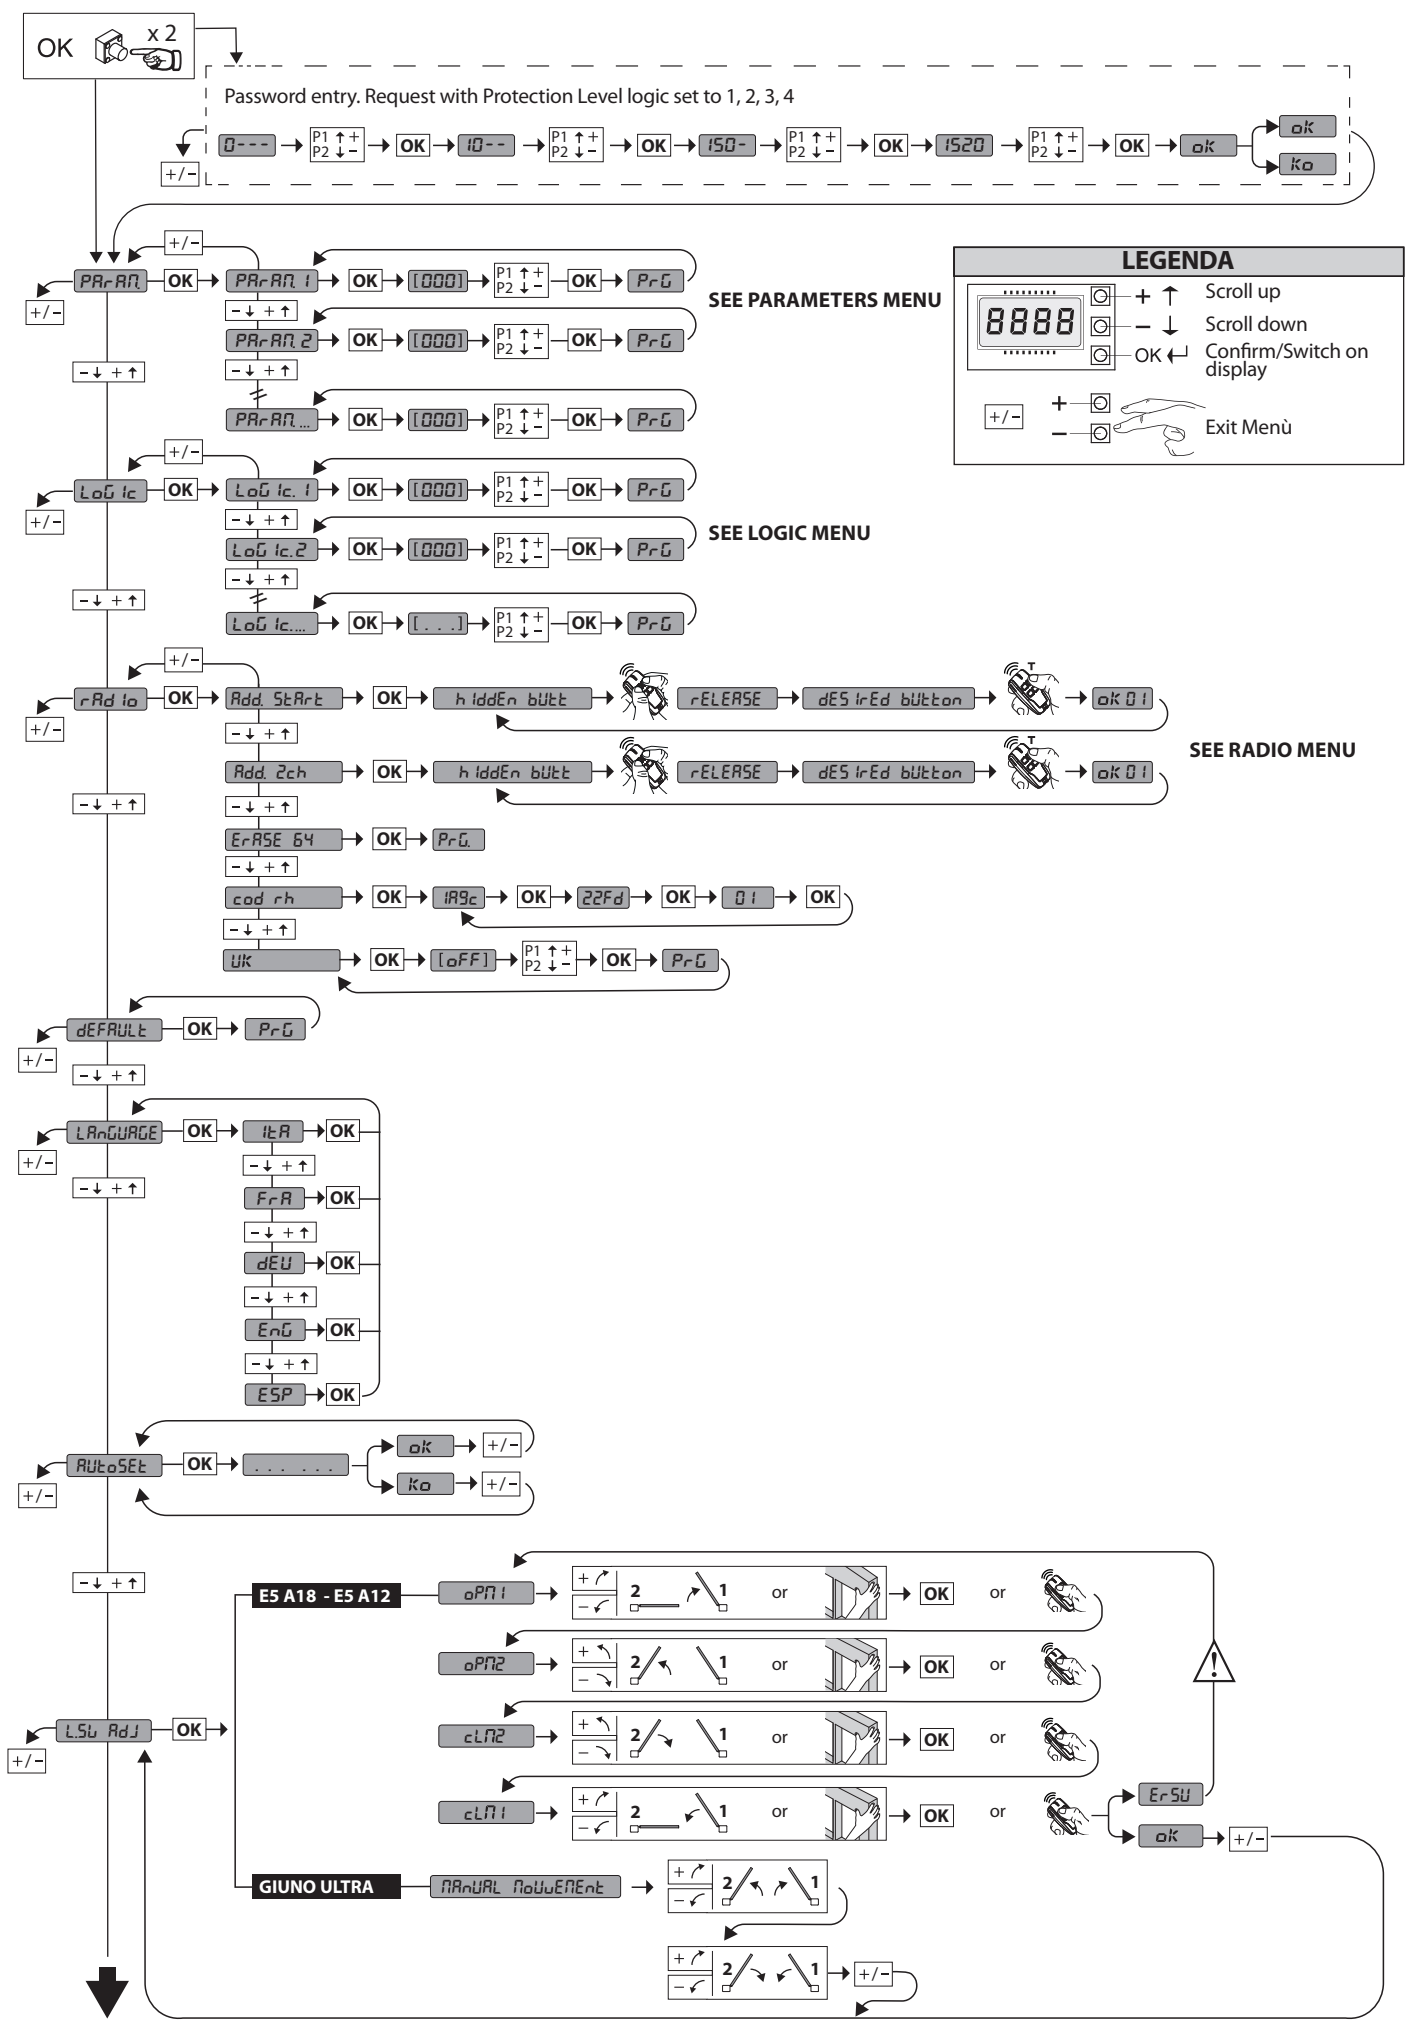 OK x 2
Password entry. Request with Protection Level logic set to 1, 2, 3, 4
0--- P1 ↑ + P2 ↓ − OK 10-- P1 ↑ + P2 ↓ − OK 150- P1 ↑ + P2 ↓ − OK 1520 P1 ↑ + P2 ↓ − OK oK oK
Ko
+/−
+/−
PArAM. OK PArAM. 1 OK [000] P1 ↑ + P2 ↓ − OK PrG
+/−
− ↓ + ↑
SEE PARAMETERS MENU
PArAM. 2 OK [000] P1 ↑ + P2 ↓ − OK PrG
− ↓ + ↑
− ↓ + ↑
PArAM. ... OK [000] P1 ↑ + P2 ↓ − OK PrG
LEGENDA
8888
+ ↑ Scroll up
− ↓ Scroll down
OK Confirm/Switch on
display
+/− + − Exit Menù
+/−
LoGIc OK LoGIc. 1 OK [000] P1 ↑ + P2 ↓ − OK PrG
+/−
− ↓ + ↑
SEE LOGIC MENU
LoGIc.2 OK [000] P1 ↑ + P2 ↓ − OK PrG
− ↓ + ↑
− ↓ + ↑
LoGIc.... OK [...] P1 ↑ + P2 ↓ − OK PrG
+/−
rAdIo OK Add. StArt OK hIddEn bUtt rELEASE dESIrEd bUtton T oK 01
+/−
− ↓ + ↑
SEE RADIO MENU
Add. 2ch OK hIddEn bUtt rELEASE dESIrEd bUtton T oK 01
− ↓ + ↑
− ↓ + ↑
ErASE 64 OK PrG.
− ↓ + ↑
cod rh OK 1A9c OK 22Fd OK 01 OK
− ↓ + ↑
UK OK [oFF] P1 ↑ + P2 ↓ − OK PrG
dEFAULt OK PrG
+/−
− ↓ + ↑
LAnGUAGE OK ItA OK
+/−
− ↓ + ↑
− ↓ + ↑
FrA OK
− ↓ + ↑
dEU OK
− ↓ + ↑
EnG OK
− ↓ + ↑
ESP OK
AUtoSEt OK ... ... oK +/−
Ko +/−
+/−
− ↓ + ↑
E5 A18 - E5 A12 oPM1 + − 2 1 or OK or
oPM2 + − 2 1 or OK or
L.SW AdJ OK
+/−
cLM2 + − 2 1 or OK or
cLM1 + − 2 1 or OK or
ErSW
oK +/−
!
GIUNO ULTRA MAnUAL MoUvEMEnt + − 2 1
+ − 2 1 +/−